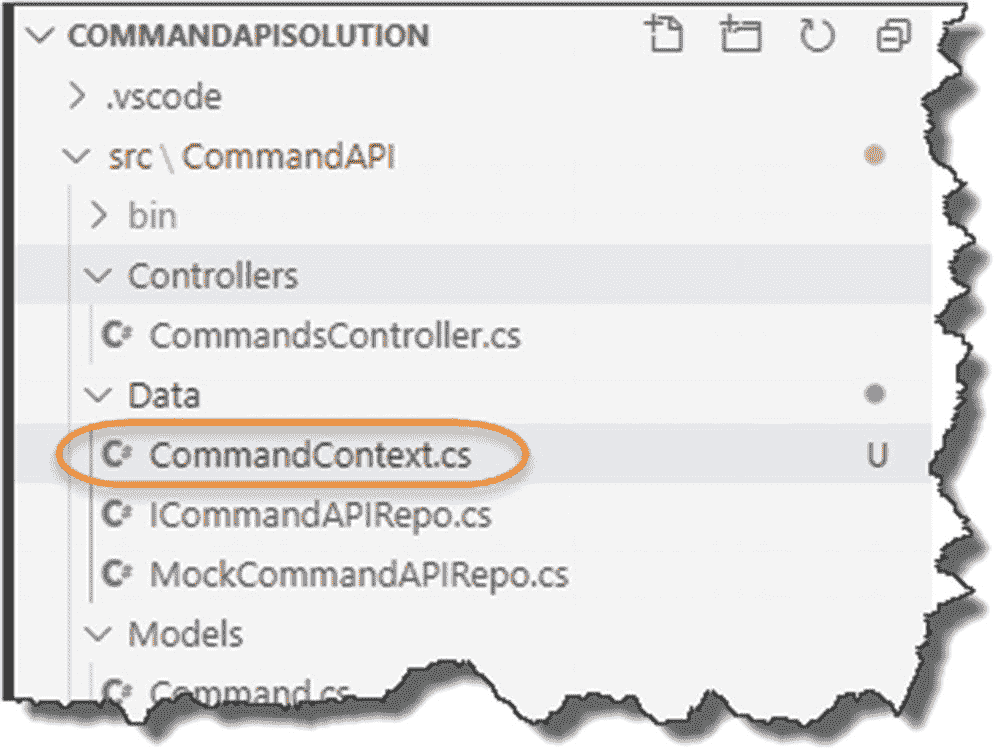 COMMANDAPISOLUTION
.vscode
src \ CommandAPI
bin
Controllers
C# CommandsController.cs
Data
C# CommandContext.cs U
C# ICommandAPIRepo.cs
C# MockCommandAPIRepo.cs
Models
C# Command.cs